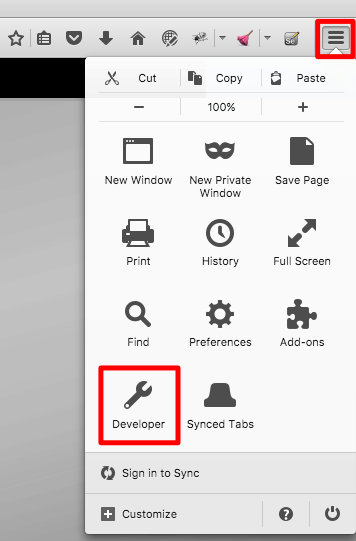 Cut Copy Paste
− 100% +
New Window
New Private
Window
Save Page
Print
History
Full Screen
Find
Preferences
Add-ons
Developer
Synced Tabs
Sign in to Sync
Customize